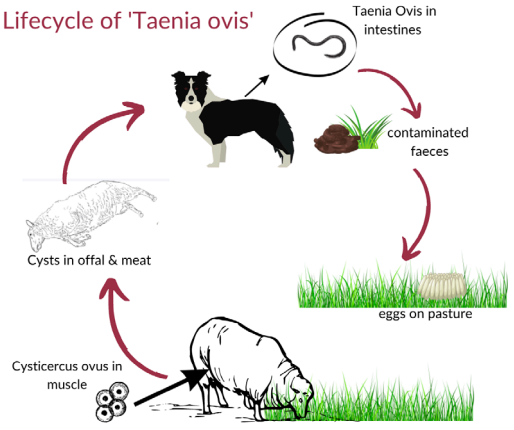 Lifecycle of 'Taenia ovis'
Taenia Ovis in
intestines
contaminated
faeces
eggs on pasture
Cysticercus ovus in
muscle
Cysts in offal & meat